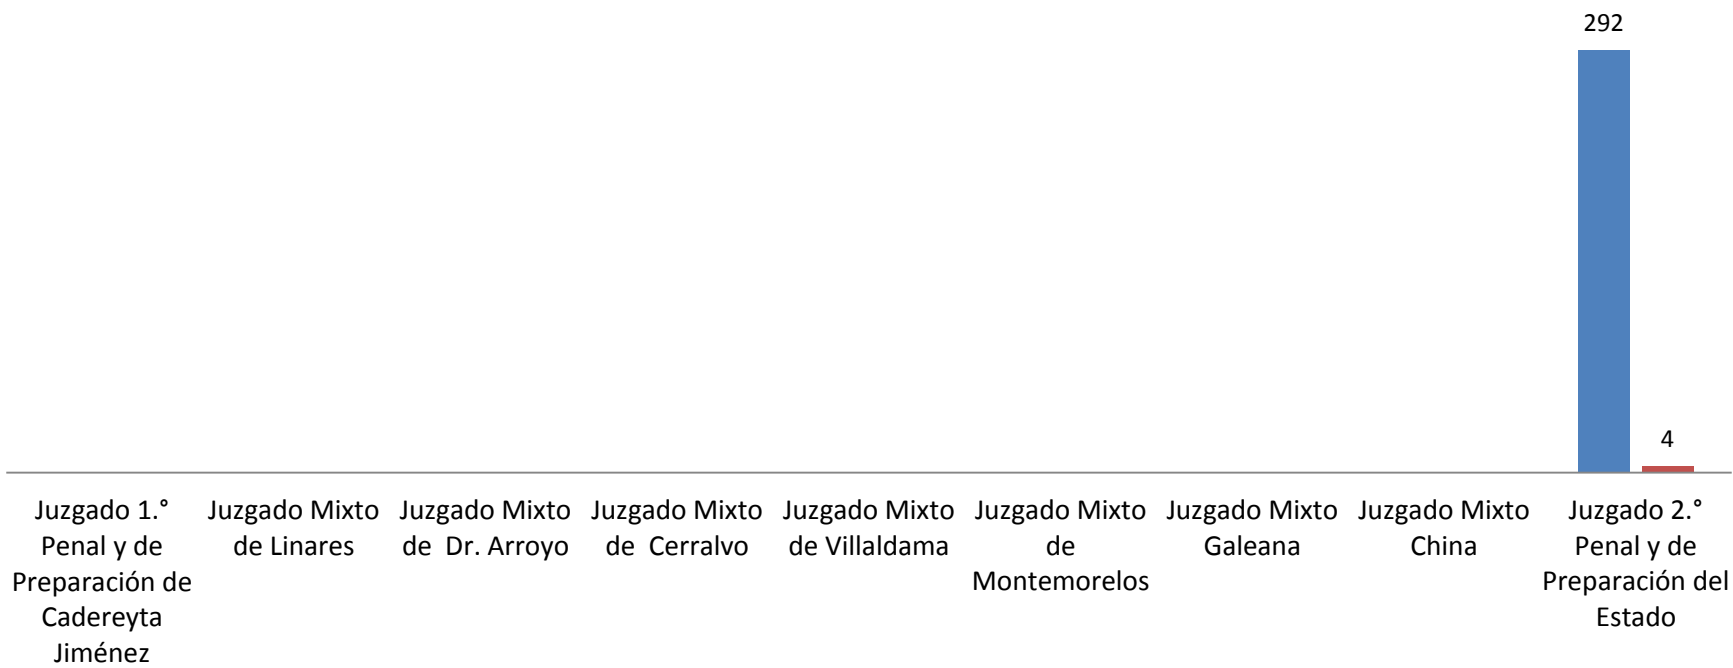 292
4
Juzgado 1.°
Penal y de
Preparación de
Cadereyta
Jiménez
Juzgado Mixto
de Linares
Juzgado Mixto
de  Dr. Arroyo
Juzgado Mixto
de  Cerralvo
Juzgado Mixto
de Villaldama
Juzgado Mixto
de
Montemorelos
Juzgado Mixto
Galeana
Juzgado Mixto
China
Juzgado 2.°
Penal y de
Preparación del
Estado